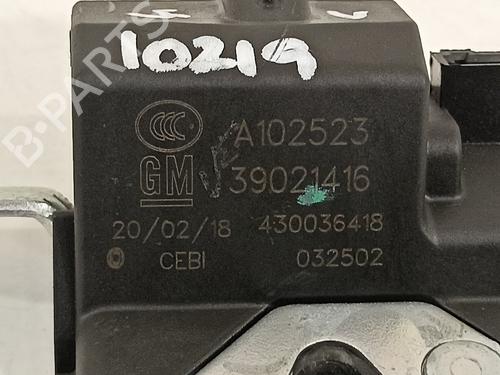 10219
CCC A102523
GM 39021416
20/02/18 430036418
CEBI 032502
B-PARTS